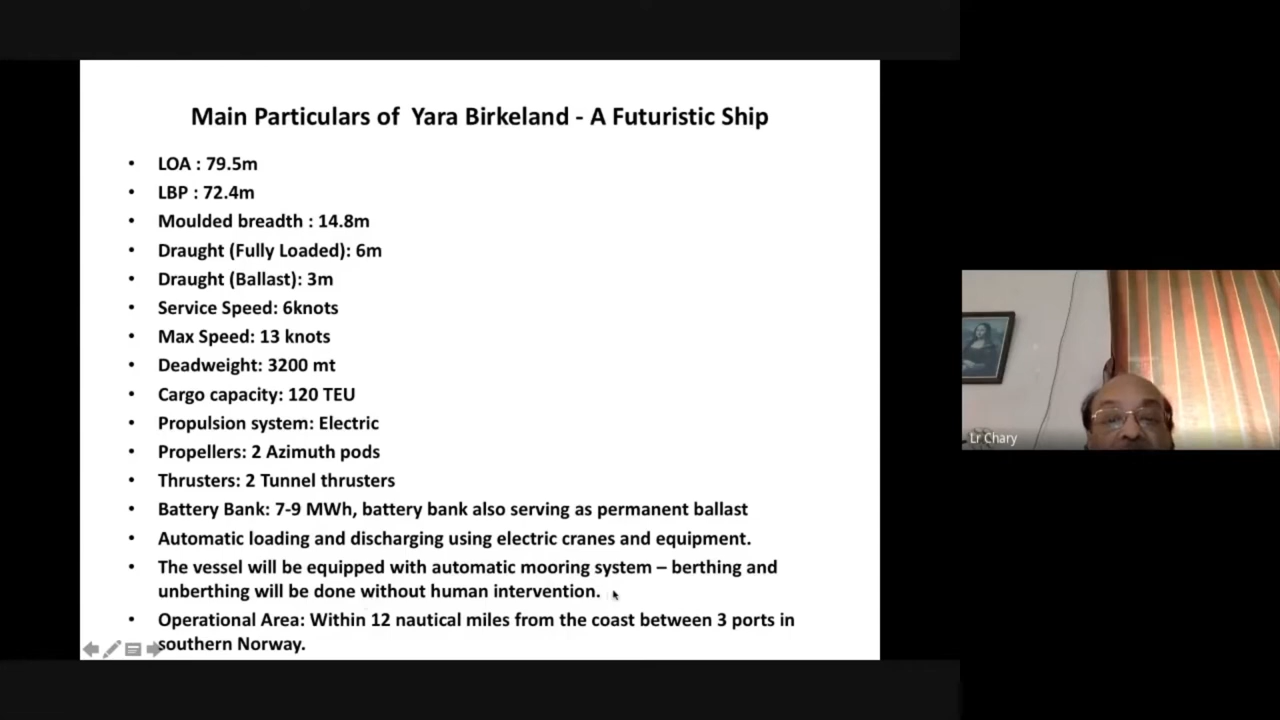 Main Particulars of Yara Birkeland - A Futuristic Ship
• LOA : 79.5m
• LBP : 72.4m
• Moulded breadth : 14.8m
• Draught (Fully Loaded): 6m
• Draught (Ballast): 3m
• Service Speed: 6knots
• Max Speed: 13 knots
• Deadweight: 3200 mt
• Cargo capacity: 120 TEU
• Propulsion system: Electric
• Propellers: 2 Azimuth pods
• Thrusters: 2 Tunnel thrusters
• Battery Bank: 7-9 MWh, battery bank also serving as permanent ballast
• Automatic loading and discharging using electric cranes and equipment.
• The vessel will be equipped with automatic mooring system – berthing and
unberthing will be done without human intervention.
• Operational Area: Within 12 nautical miles from the coast between 3 ports in
southern Norway.
Lr Chary